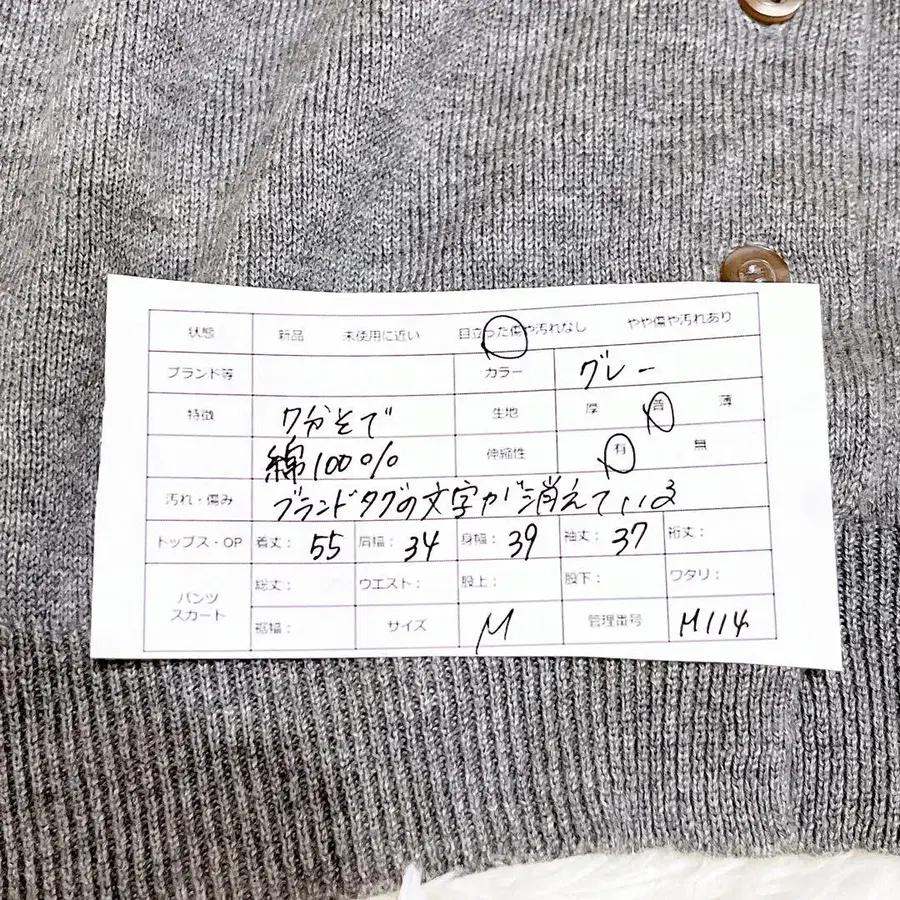 状態 新品 未使用に近い 目立った傷や汚れなし やや傷や汚れあり
ブランド等 カラー グレー
特徴 7分そで 生地 厚 普 薄
綿100% 伸縮性 有 無
汚れ・傷み ブランドタグの文字が消えている
トップス・OP 着丈: 55 肩幅: 34 身幅: 39 袖丈: 37 裄丈:
パンツ スカート 総丈: ウエスト: 股上: 股下: ワタリ:
裾幅: サイズ M 管理番号 M114